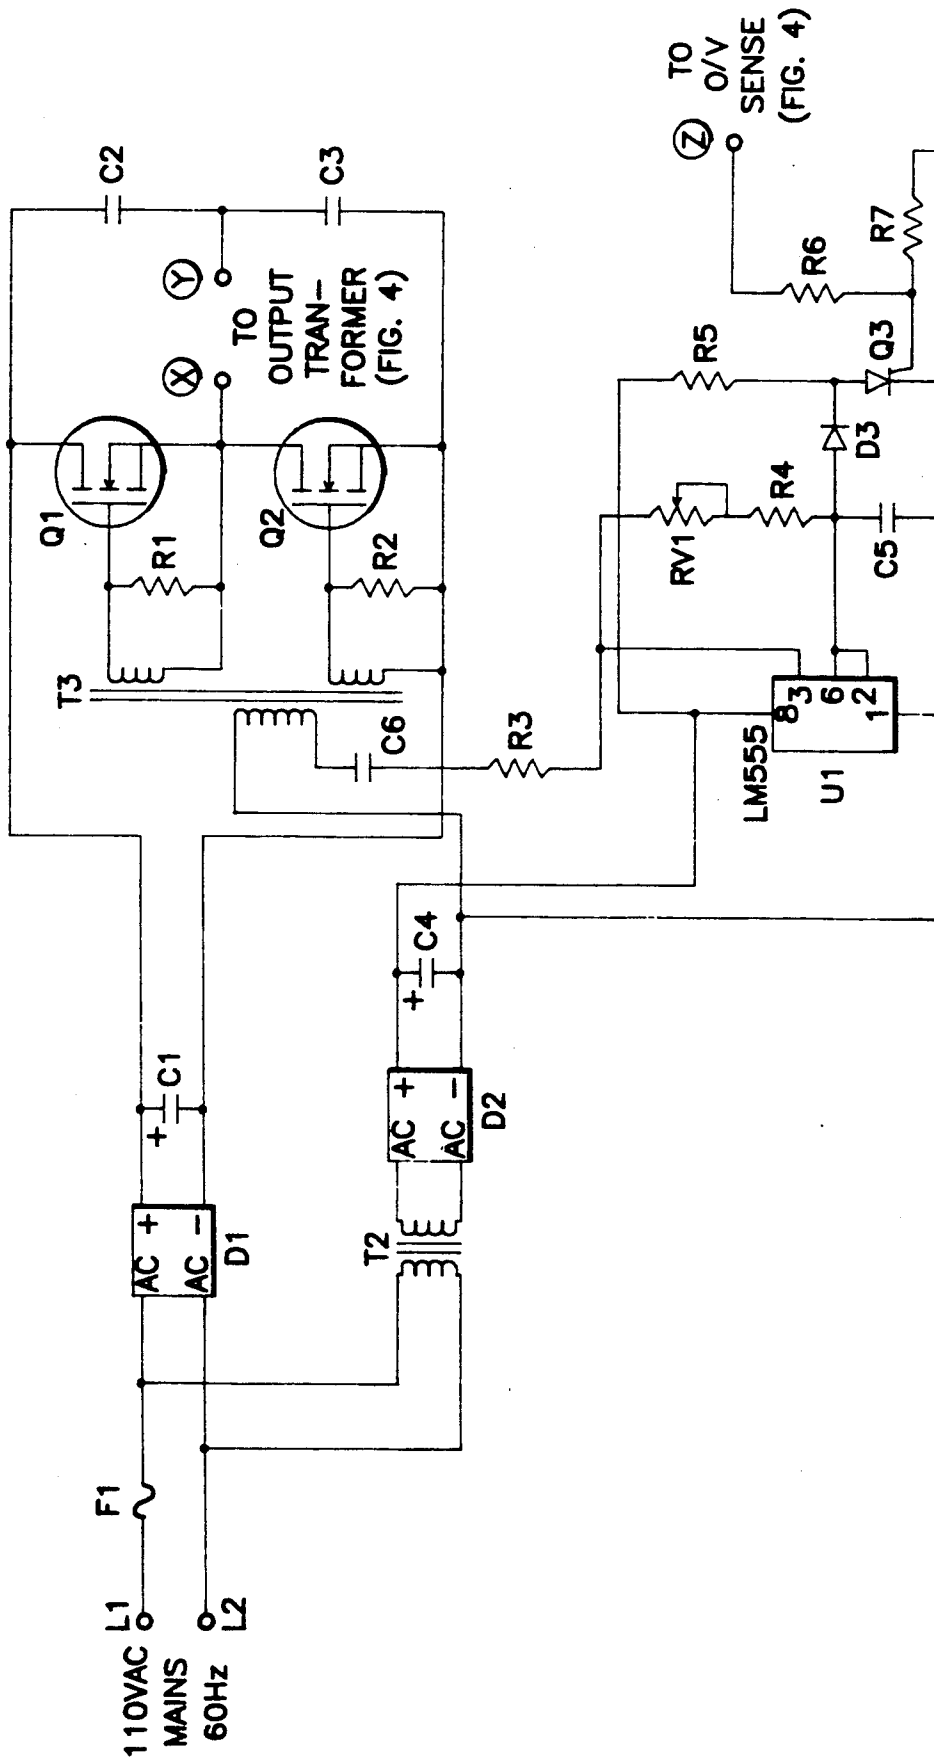 110VAC
MAINS
60Hz
L1
L2
F1
AC
+
AC
−
D1
+
C1
T2
AC
+
AC
−
D2
+
C4
T3
C6
R3
Q1
R1
Q2
R2
C2
C3
X
Y
TO
OUTPUT
TRAN-
FORMER
(FIG. 4)
LM555
8
3
6
2
1
U1
RV1
R4
C5
D3
R5
Q3
R6
R7
Z
TO
O/V
SENSE
(FIG. 4)